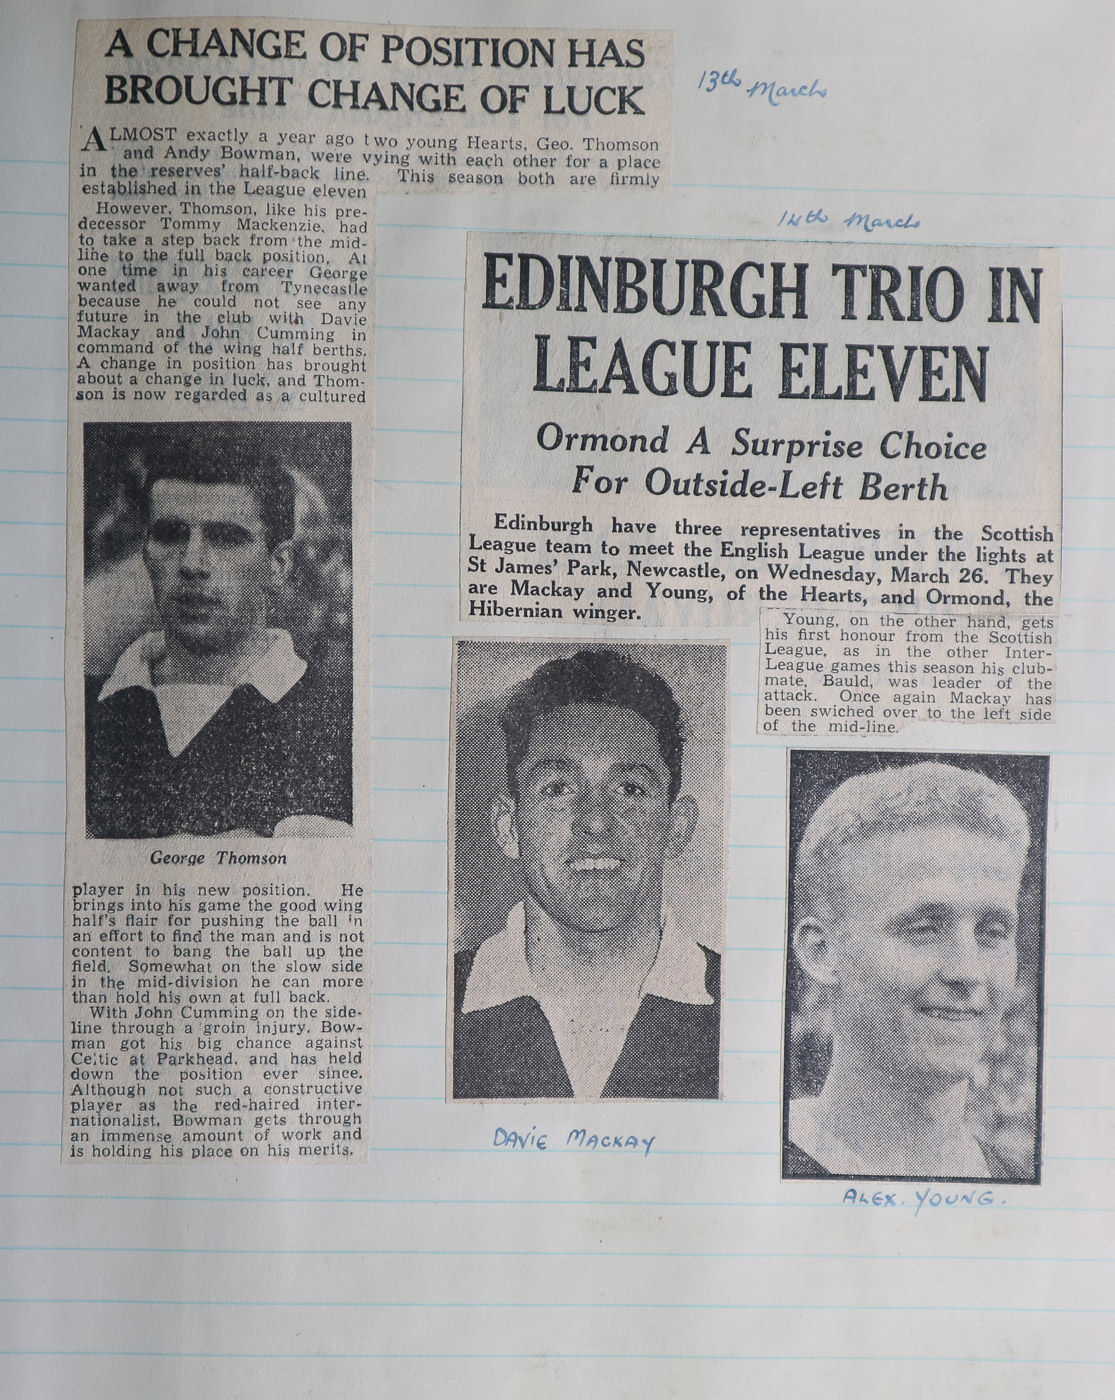 A CHANGE OF POSITION HAS
BROUGHT CHANGE OF LUCK
13th March
ALMOST exactly a year ago two young Hearts, Geo. Thomson
and Andy Bowman, were vying with each other for a place
in the reserves' half-back line. This season both are firmly
established in the League eleven
However, Thomson, like his pre-
decessor Tommy Mackenzie, had
to take a step back from the mid-
line to the full back position. At
one time in his career George
wanted away from Tynecastle
because he could not see any
future in the club with Davie
Mackay and John Cumming in
command of the wing half berths.
A change in position has brought
about a change in luck, and Thom-
son is now regarded as a cultured
George Thomson
player in his new position. He
brings into his game the good wing
half's flair for pushing the ball in
an effort to find the man and is not
content to bang the ball up the
field. Somewhat on the slow side
in the mid-division he can more
than hold his own at full back.
With John Cumming on the side-
line through a groin injury, Bow-
man got his big chance against
Celtic at Parkhead, and has held
down the position ever since.
Although not such a constructive
player as the red-haired inter-
nationalist, Bowman gets through
an immense amount of work and
is holding his place on his merits.
14th March
EDINBURGH TRIO IN
LEAGUE ELEVEN
Ormond A Surprise Choice
For Outside-Left Berth
Edinburgh have three representatives in the Scottish
League team to meet the English League under the lights at
St James' Park, Newcastle, on Wednesday, March 26. They
are Mackay and Young, of the Hearts, and Ormond, the
Hibernian winger.
Young, on the other hand, gets
his first honour from the Scottish
League, as in the other Inter-
League games this season his club-
mate, Bauld, was leader of the
attack. Once again Mackay has
been swiched over to the left side
of the mid-line.
DAVIE MACKAY
ALEX. YOUNG.